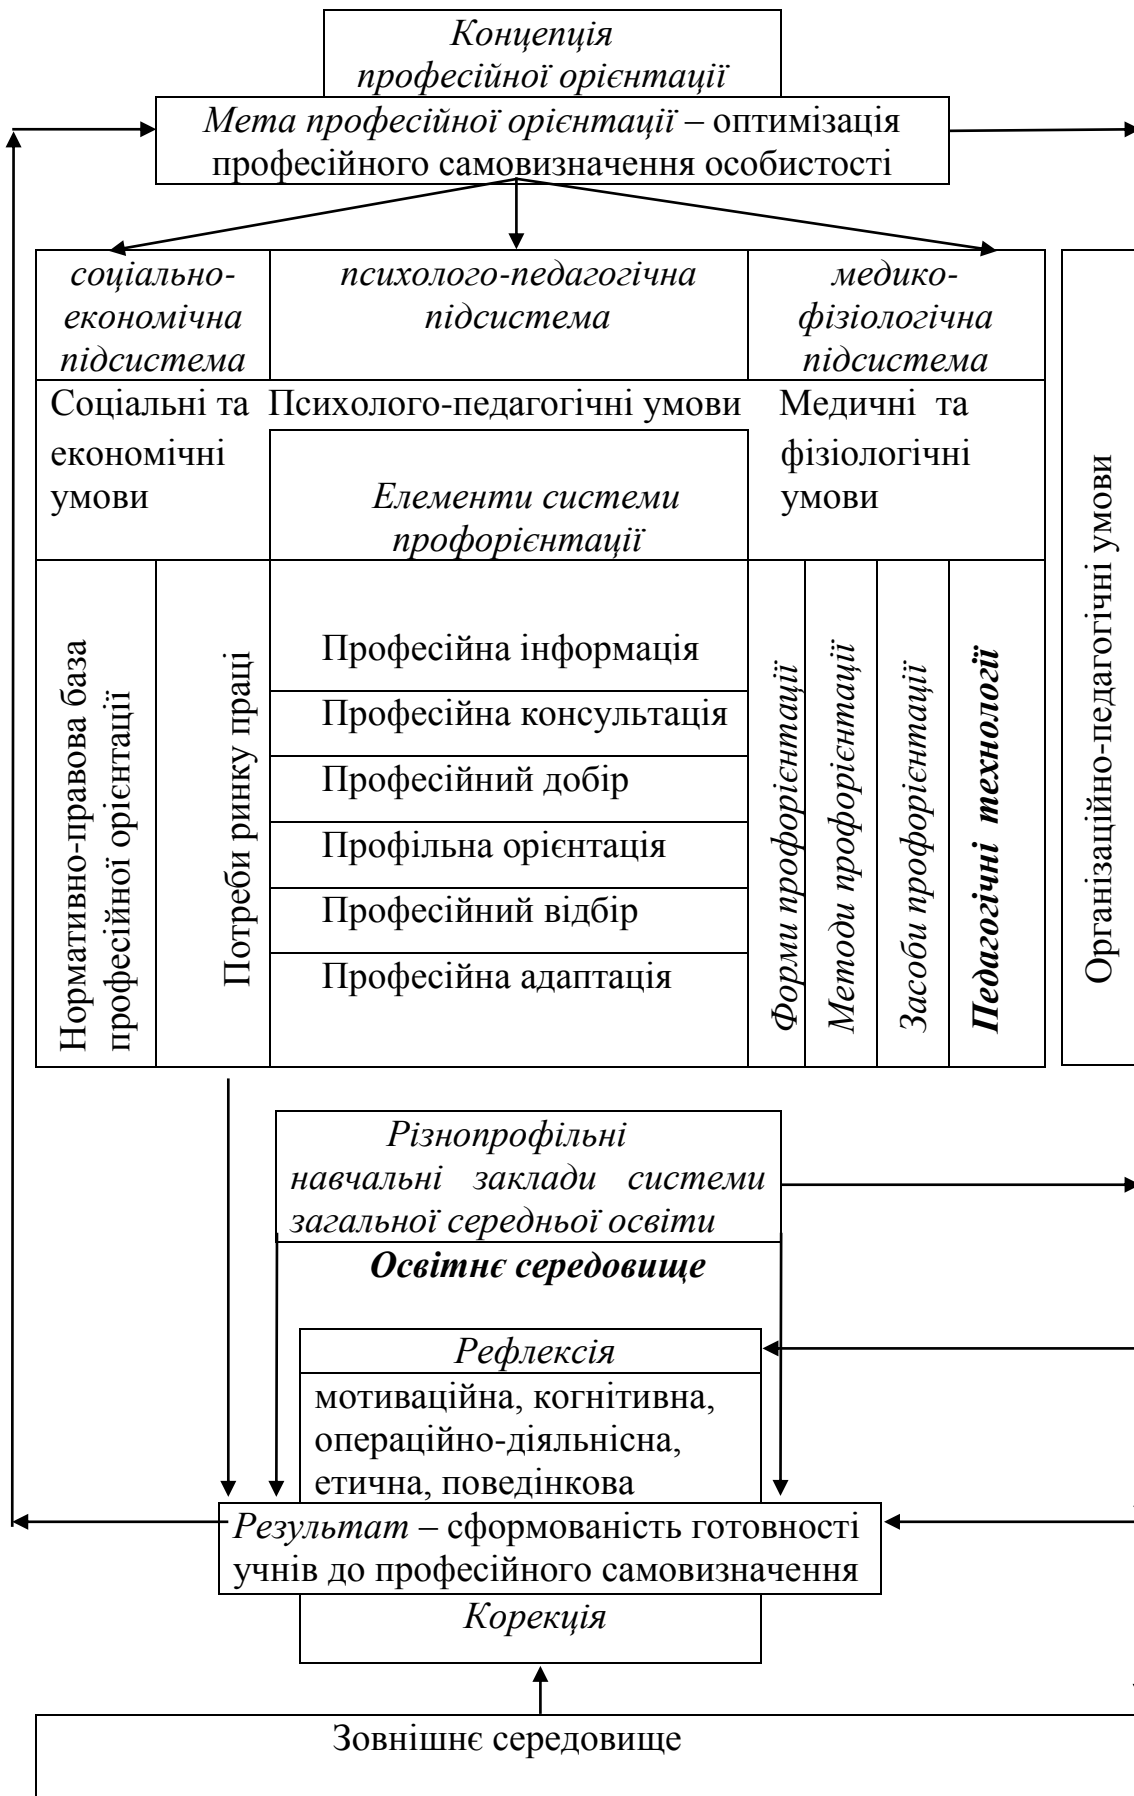 Концепція
професійної орієнтації
Мета професійної орієнтації – оптимізація
професійного самовизначення особистості
соціально-
економічна
підсистема
психолого-педагогічна
підсистема
медико-
фізіологічна
підсистема
Соціальні та
економічні
умови
Психолого-педагогічні умови
Медичні та
фізіологічні
умови
Елементи системи
профорієнтації
Нормативно-правова база
професійної орієнтації
Потреби ринку праці
Професійна інформація
Професійна консультація
Професійний добір
Профільна орієнтація
Професійний відбір
Професійна адаптація
Форми профорієнтації
Методи профорієнтації
Засоби профорієнтації
Педагогічні технології
Організаційно-педагогічні умови
Різнопрофільні
навчальні заклади системи
загальної середньої освіти
Освітнє середовище
Рефлексія
мотиваційна, когнітивна,
операційно-діяльнісна,
етична, поведінкова
Результат – сформованість готовності
учнів до професійного самовизначення
Корекція
Зовнішнє середовище